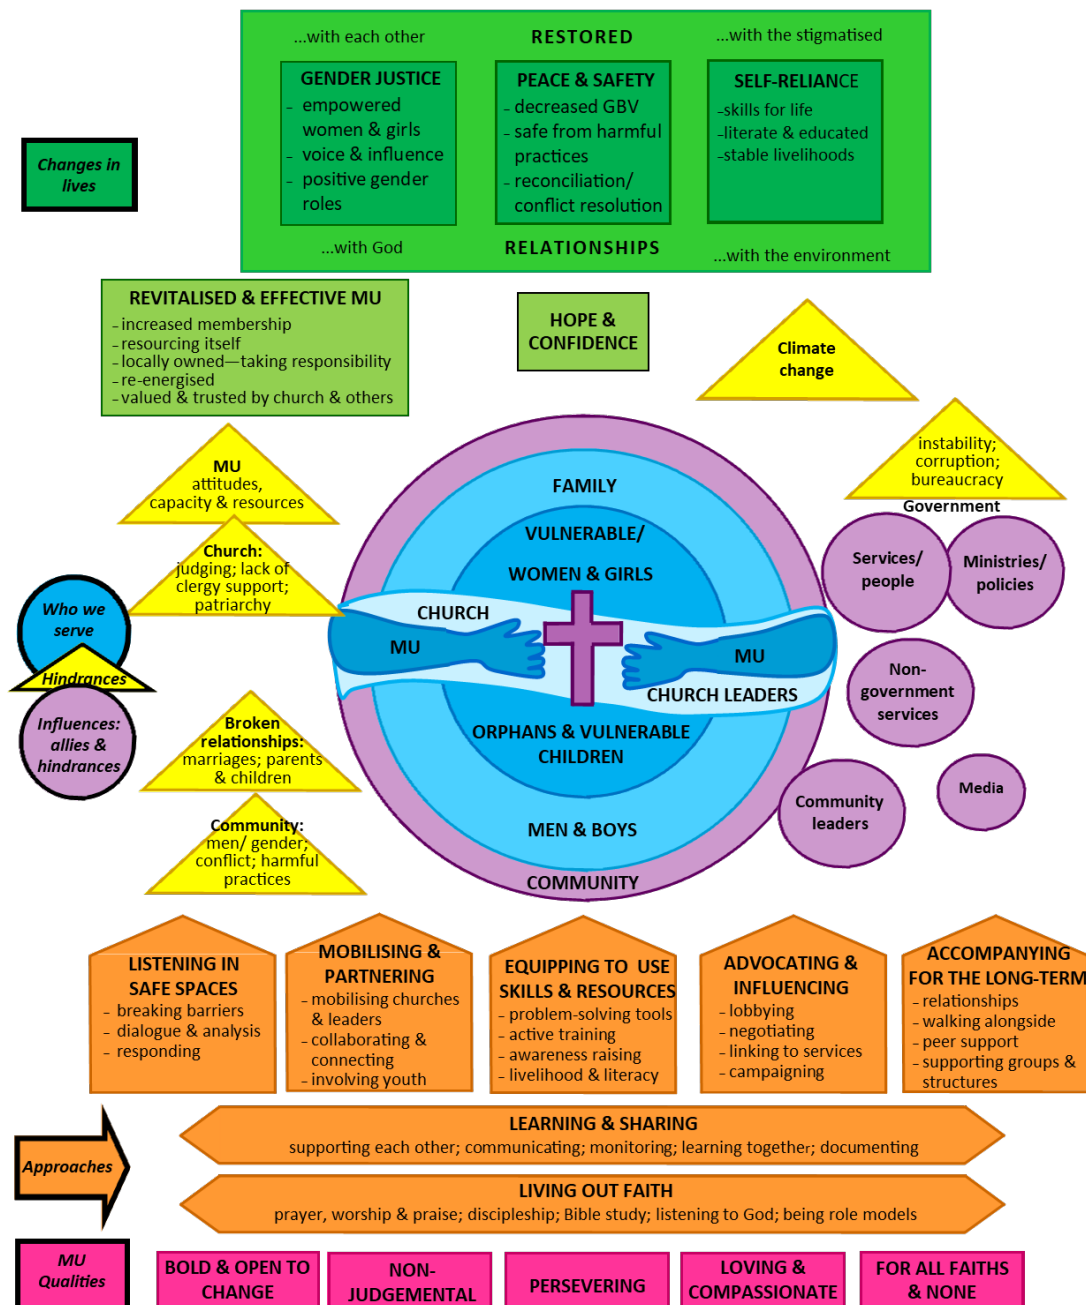 ...with each other
RESTORED
...with the stigmatised
GENDER JUSTICE
- empowered
women & girls
- voice & influence
- positive gender
roles
PEACE & SAFETY
- decreased GBV
- safe from harmful
practices
- reconciliation/
conflict resolution
SELF-RELIANCE
-skills for life
-literate & educated
-stable livelihoods
Changes in
lives
...with God
RELATIONSHIPS
...with the environment
REVITALISED & EFFECTIVE MU
-increased membership
-resourcing itself
-locally owned—taking responsibility
-re-energised
-valued & trusted by church & others
HOPE &
CONFIDENCE
Climate
change
MU
attitudes,
capacity & resources
instability;
corruption;
bureaucracy
Government
Services/
people
Ministries/
policies
Church:
judging; lack of
clergy support;
patriarchy
Who we
serve
Hindrances
Influences:
allies &
hindrances
FAMILY
VULNERABLE/
WOMEN & GIRLS
CHURCH
MU
MU
CHURCH LEADERS
ORPHANS & VULNERABLE
CHILDREN
MEN & BOYS
COMMUNITY
Non-
government
services
Community
leaders
Media
Broken
relationships:
marriages; parents
& children
Community:
men/ gender;
conflict; harmful
practices
LISTENING IN
SAFE SPACES
- breaking barriers
- dialogue & analysis
- responding
MOBILISING &
PARTNERING
- mobilising churches
& leaders
- collaborating &
connecting
- involving youth
EQUIPPING TO USE
SKILLS & RESOURCES
- problem-solving tools
- active training
- awareness raising
- livelihood & literacy
ADVOCATING &
INFLUENCING
- lobbying
- negotiating
- linking to services
- campaigning
ACCOMPANYING
FOR THE LONG-TERM
- relationships
- walking alongside
- peer support
- supporting groups &
structures
Approaches
LEARNING & SHARING
supporting each other; communicating; monitoring; learning together; documenting
LIVING OUT FAITH
prayer, worship & praise; discipleship; Bible study; listening to God; being role models
MU
Qualities
BOLD & OPEN TO
CHANGE
NON-
JUDGEMENTAL
PERSEVERING
LOVING &
COMPASSIONATE
FOR ALL FAITHS
& NONE